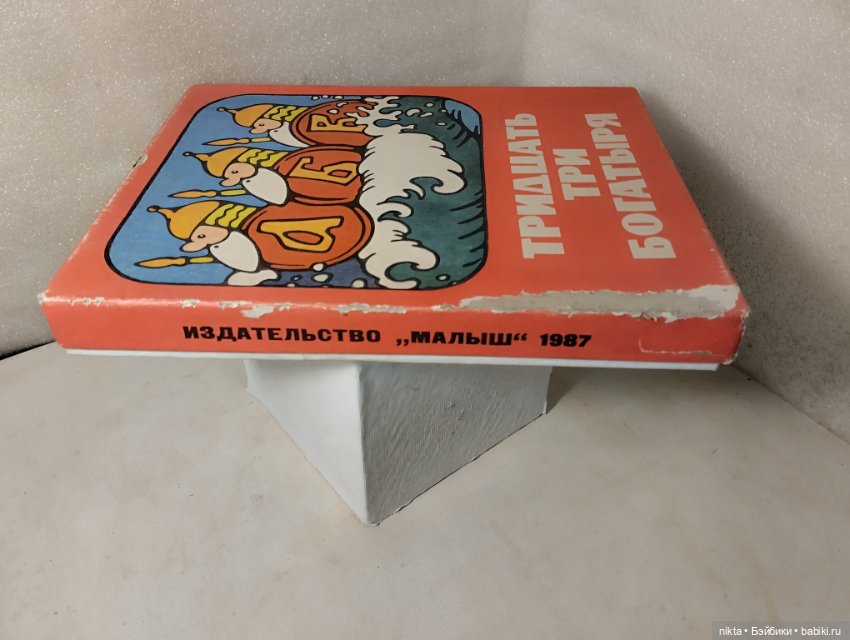 ТРИДЦАТЬ
ТРИ
БОГАТЫРЯ
А
Б
В
ИЗДАТЕЛЬСТВО „МАЛЫШ“ 1987
nikta • Бэйбики • babiki.ru